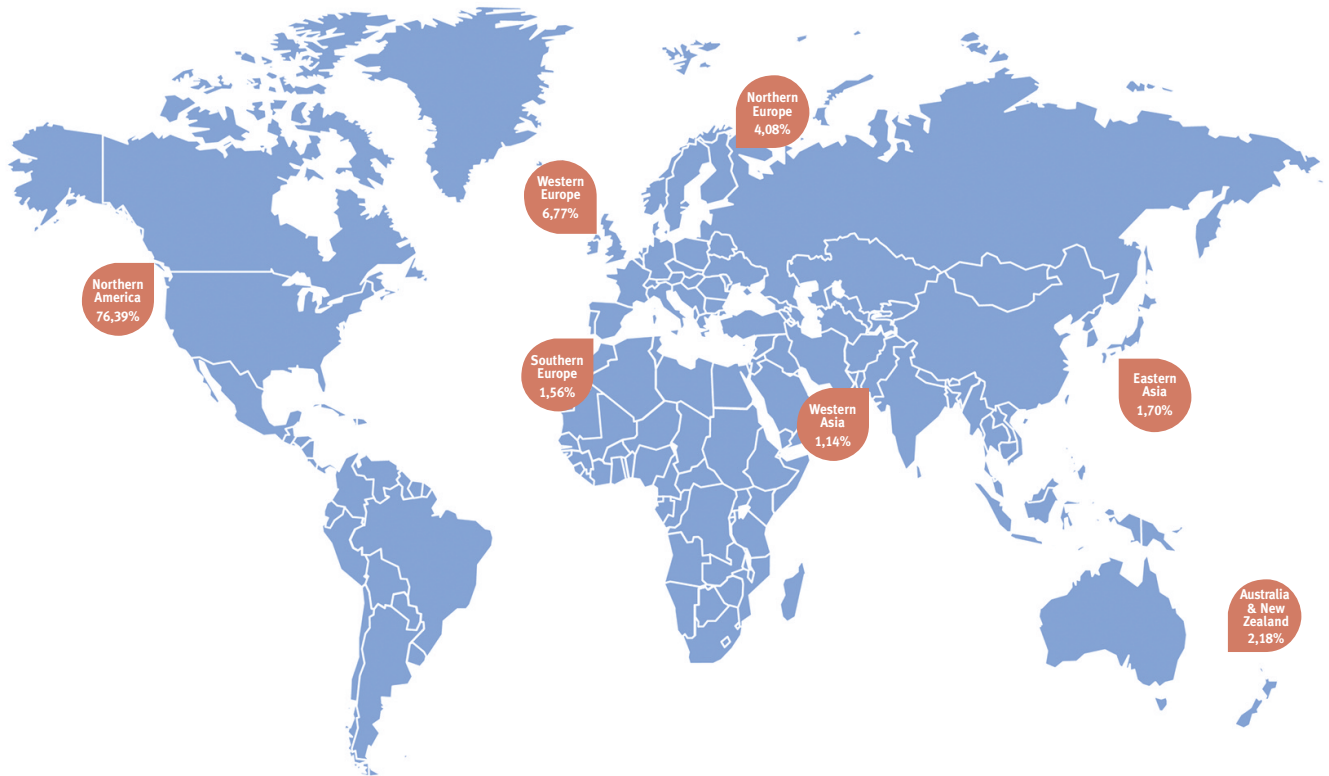 Northern
Europe
4,08%
Western
Europe
6,77%
Northern
America
76,39%
Southern
Europe
1,56%
Western
Asia
1,14%
Eastern
Asia
1,70%
Australia
& New
Zealand
2,18%